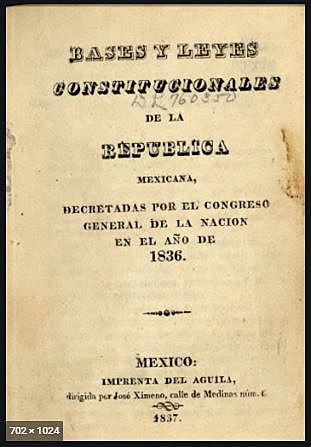 BASES Y LEYES
CONSTITUCIONALES
DE LA
REPUBLICA
MEXICANA,
DECRETADAS POR EL CONGRESO
GENERAL DE LA NACION
EN EL AÑO DE
1836.
MEXICO:
IMPRENTA DEL AGUILA,
dirigida por José Ximeno, calle de Medinas núm. 6.
1837.
702 × 1024